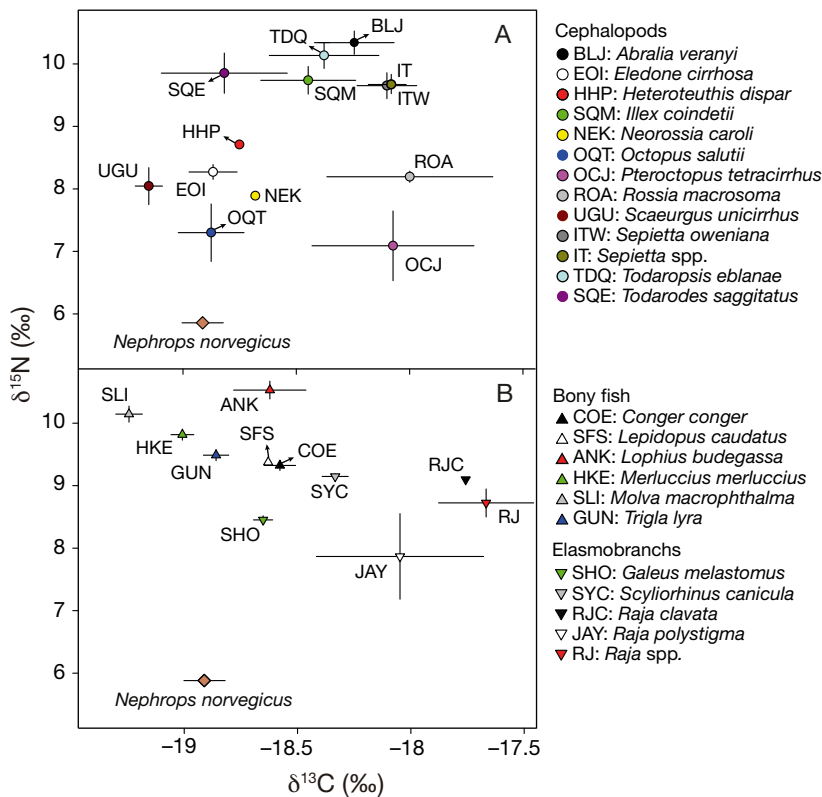 A
BLJ
TDQ
10
IT
SQE
SQM
ITW
9
HHP
UGU
ROA
8
EOI
NEK
OQT
7
OCJ
6
Nephrops norvegicus
δ15N (‰)
Cephalopods
BLJ: Abralia veranyi
EOI: Eledone cirrhosa
HHP: Heteroteuthis dispar
SQM: Illex coindetii
NEK: Neorossia caroli
OQT: Octopus salutii
OCJ: Pteroctopus tetracirrhus
ROA: Rossia macrosoma
UGU: Scaeurgus unicirrhus
ITW: Sepietta oweniana
IT: Sepietta spp.
TDQ: Todaropsis eblanae
SQE: Todarodes saggitatus
B
SLI
ANK
10
HKE
SFS
COE
GUN
RJC
9
SYC
RJ
SHO
8
JAY
7
6
Nephrops norvegicus
−19
−18.5
−18
−17.5
δ13C (‰)
Bony fish
COE: Conger conger
SFS: Lepidopus caudatus
ANK: Lophius budegassa
HKE: Merluccius merluccius
SLI: Molva macrophthalma
GUN: Trigla lyra
Elasmobranchs
SHO: Galeus melastomus
SYC: Scyliorhinus canicula
RJC: Raja clavata
JAY: Raja polystigma
RJ: Raja spp.